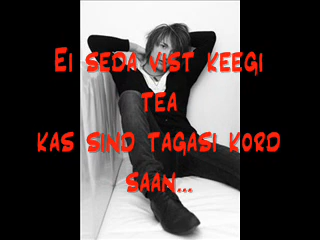 Ei seda vist keegi
tea
kas sind tagasi kord
saan...